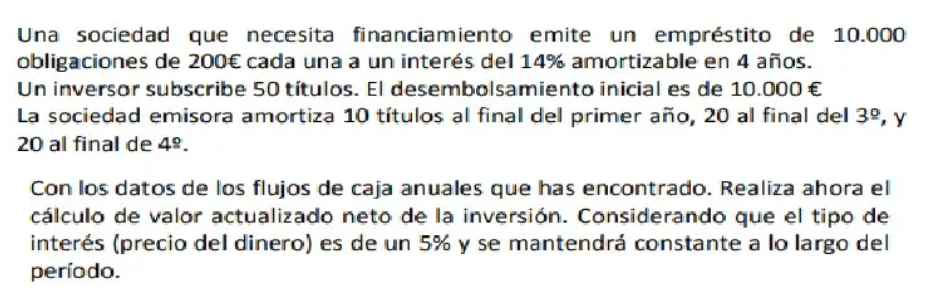 Una sociedad que necesita financiamiento emite un empréstito de 10.000
obligaciones de 200€ cada una a un interés del 14% amortizable en 4 años.
Un inversor subscribe 50 títulos. El desembolsamiento inicial es de 10.000 €
La sociedad emisora amortiza 10 títulos al final del primer año, 20 al final del 3º, y
20 al final de 4º.
Con los datos de los flujos de caja anuales que has encontrado. Realiza ahora el
cálculo de valor actualizado neto de la inversión. Considerando que el tipo de
interés (precio del dinero) es de un 5% y se mantendrá constante a lo largo del
período.